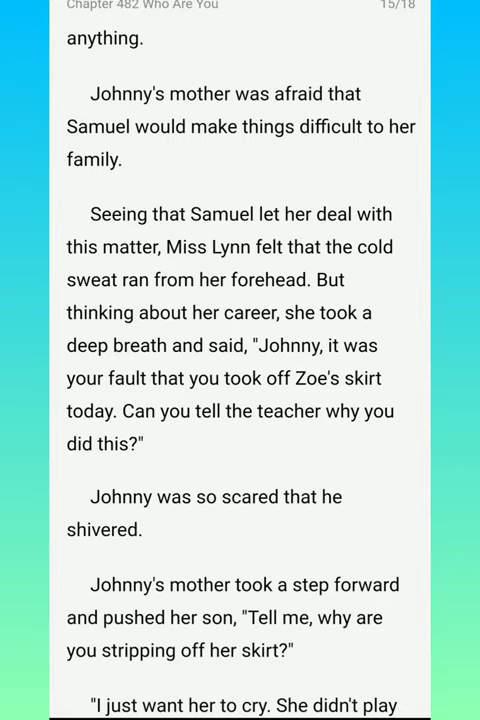 Chapter 482 Who Are You 15/18
anything.
Johnny's mother was afraid that
Samuel would make things difficult to her
family.
Seeing that Samuel let her deal with
this matter, Miss Lynn felt that the cold
sweat ran from her forehead. But
thinking about her career, she took a
deep breath and said, "Johnny, it was
your fault that you took off Zoe's skirt
today. Can you tell the teacher why you
did this?"
Johnny was so scared that he
shivered.
Johnny's mother took a step forward
and pushed her son, "Tell me, why are
you stripping off her skirt?"
"I just want her to cry. She didn't play